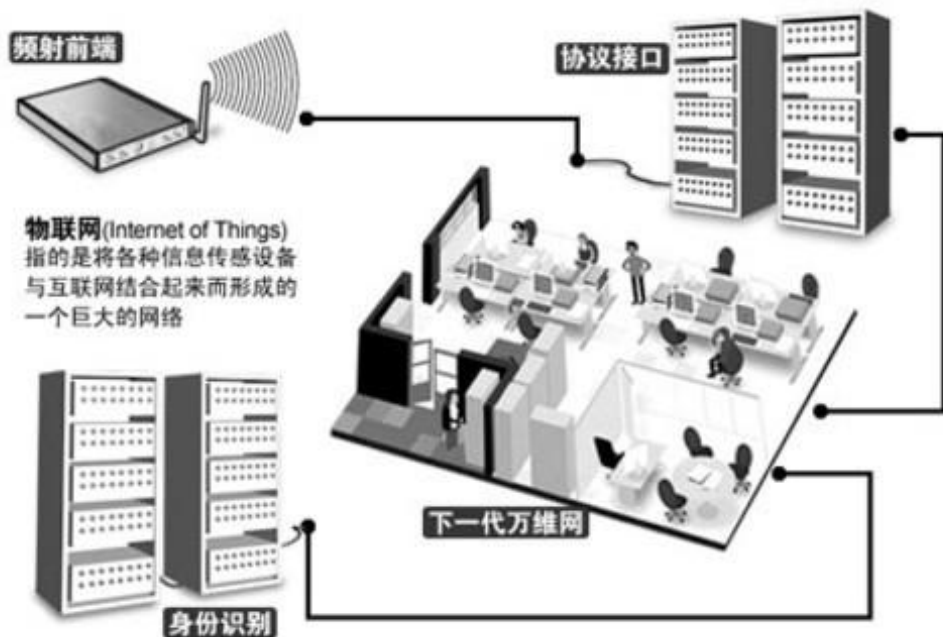 频射前端
协议接口
物联网(Internet of Things)
指的是将各种信息传感设备
与互联网结合起来而形成的
一个巨大的网络
下一代万维网
身份识别